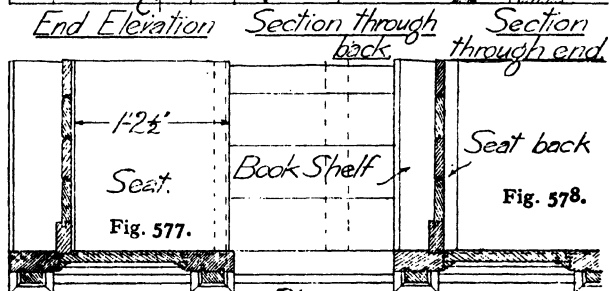 End Elevation
Section through
back
Section
through end.
1'-2½"
Seat.
Fig. 577.
Book Shelf
Seat back
Fig. 578.